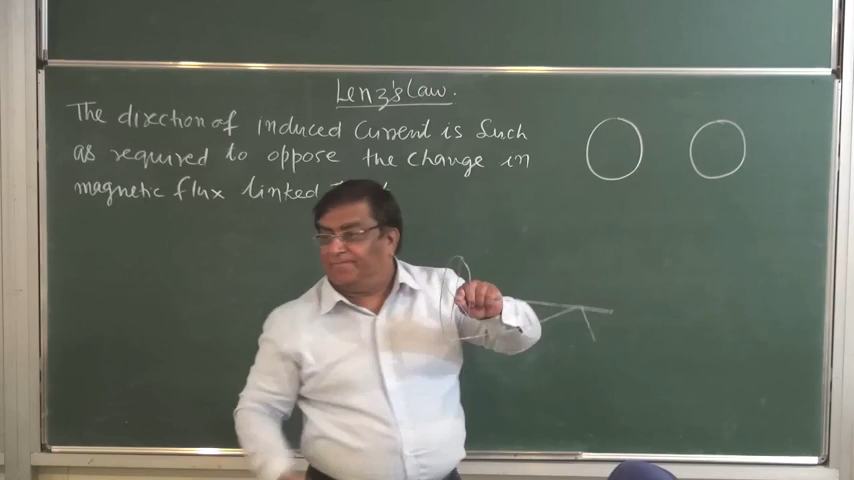 Lenz's Law.
The direction of induced current is such
as required to oppose the change in
magnetic flux linked